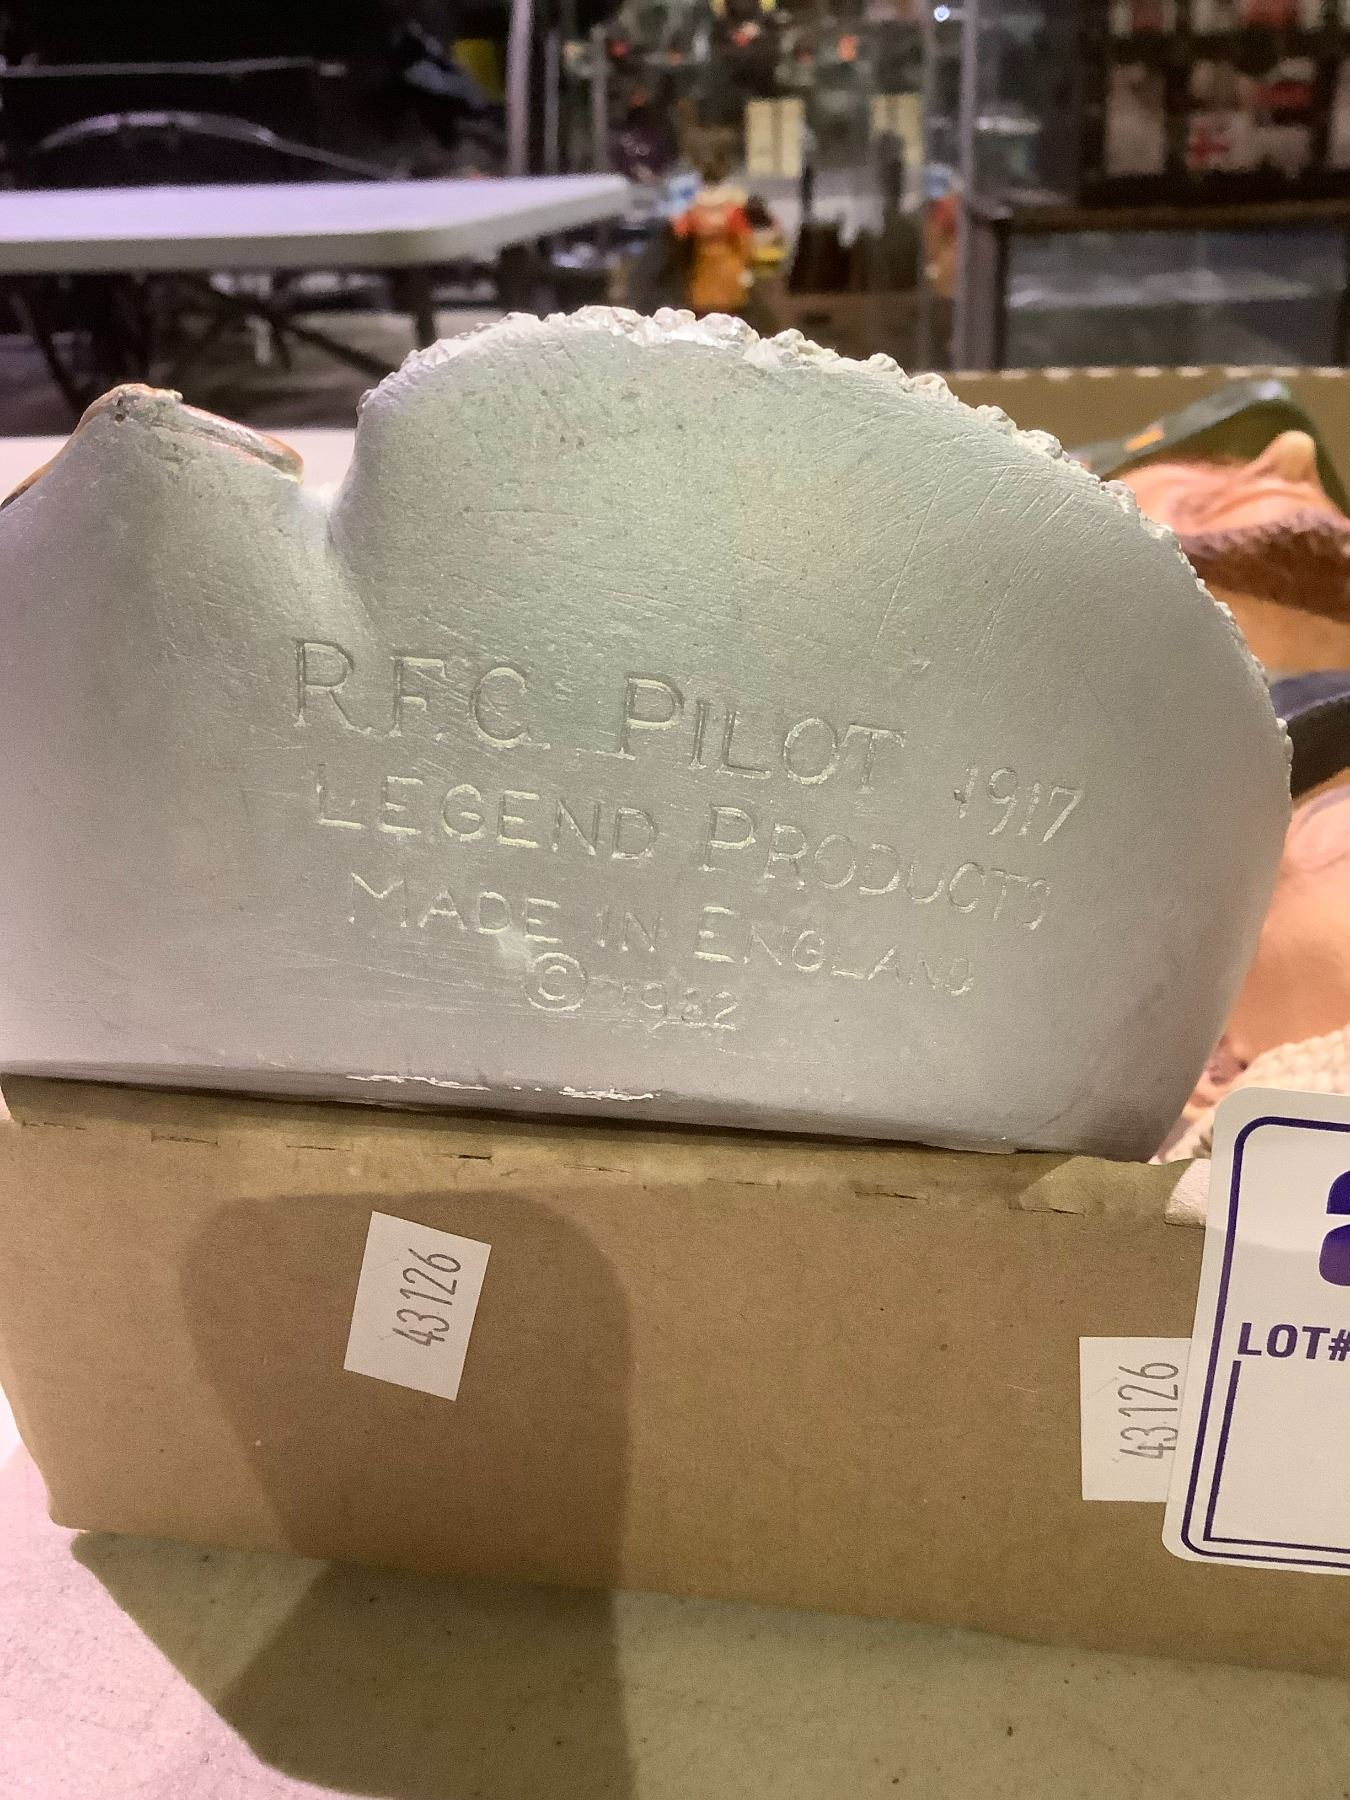 R.F.C. PILOT 1917
LEGEND PRODUCTS
MADE IN ENGLAND
© 1982
43126
43126
LOT#